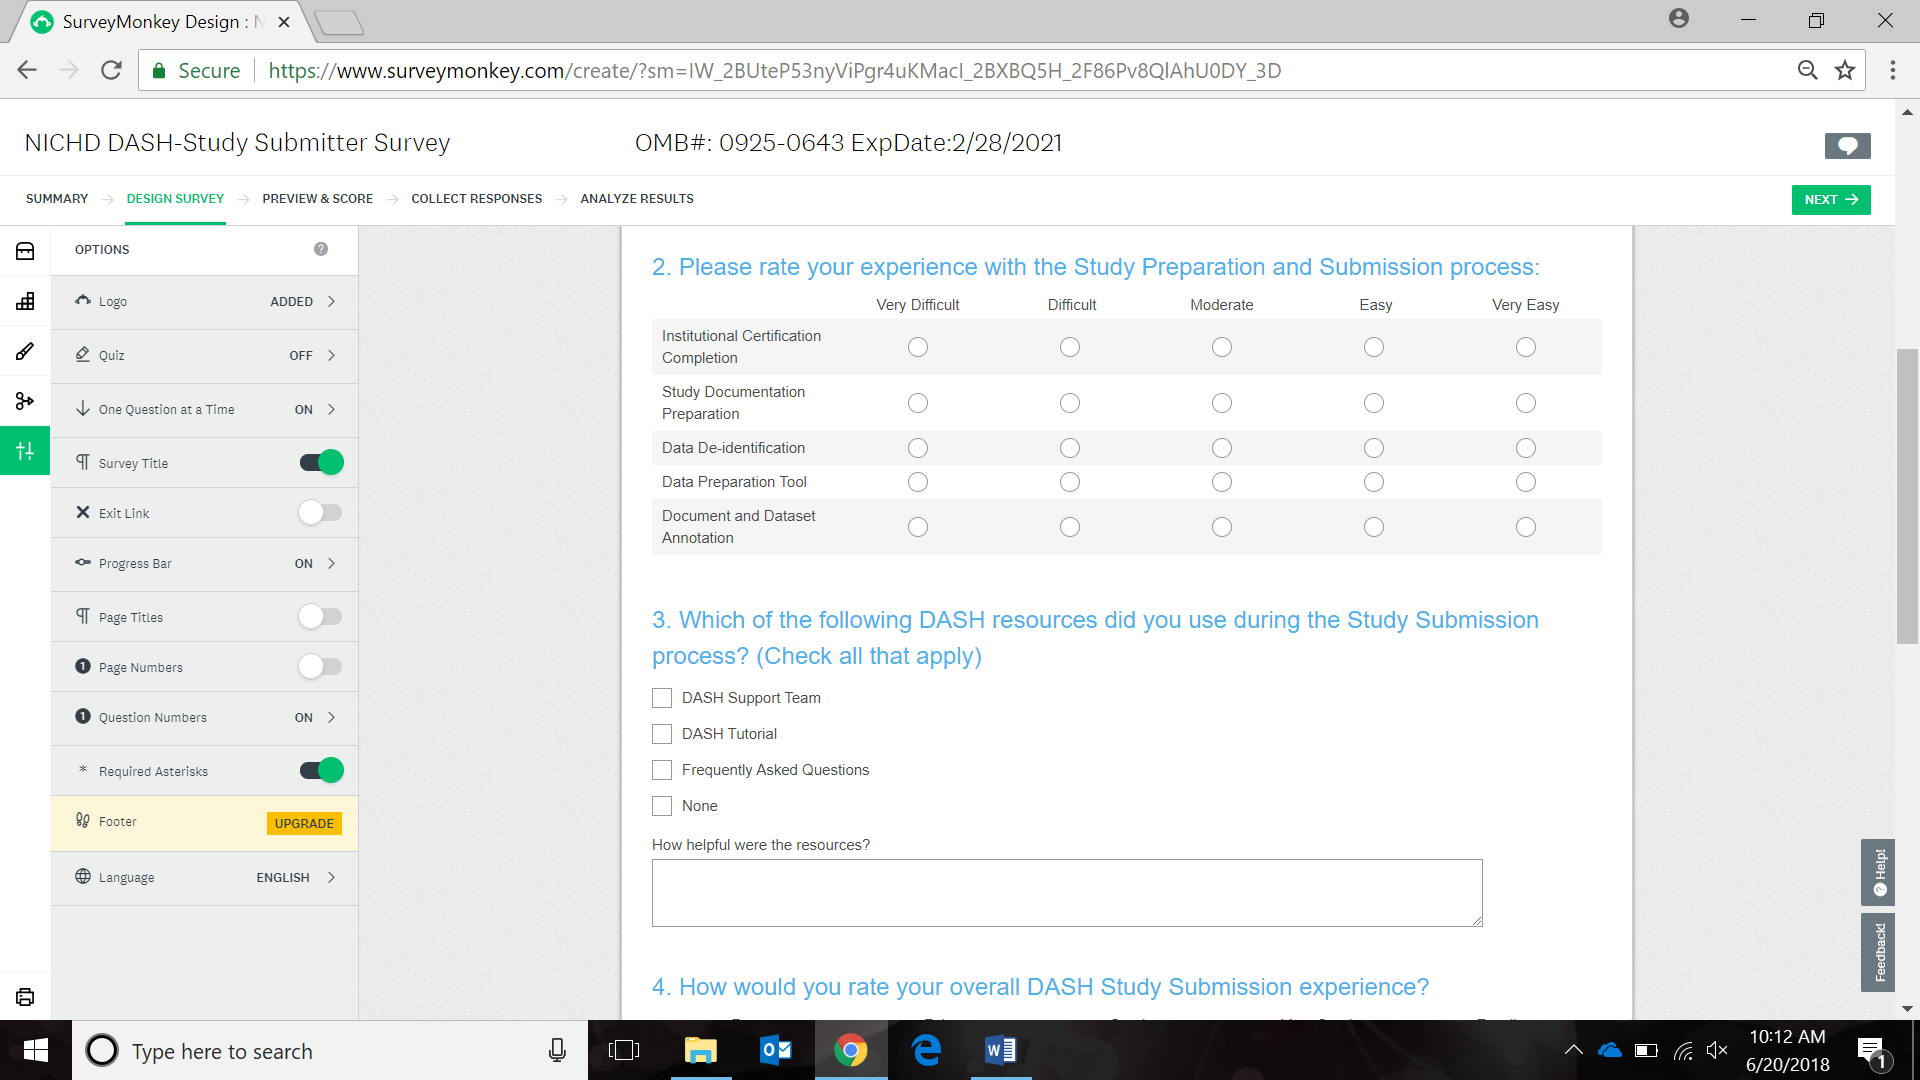 SurveyMonkey Design : N
Secure
https://www.surveymonkey.com/create/?sm=IW_2BUteP53nyViPgr4uKMacI_2BXBQ5H_2F86Pv8QlAhU0DY_3D
NICHD DASH-Study Submitter Survey
OMB#: 0925-0643 ExpDate:2/28/2021
SUMMARY
DESIGN SURVEY
PREVIEW & SCORE
COLLECT RESPONSES
ANALYZE RESULTS
NEXT
OPTIONS
Logo ADDED
Quiz OFF
One Question at a Time ON
Survey Title
Exit Link
Progress Bar ON
Page Titles
1 Page Numbers
1 Question Numbers ON
* Required Asterisks
Footer UPGRADE
Language ENGLISH
2. Please rate your experience with the Study Preparation and Submission process:
Very Difficult Difficult Moderate Easy Very Easy
Institutional Certification
Completion
Study Documentation
Preparation
Data De-identification
Data Preparation Tool
Document and Dataset
Annotation
3. Which of the following DASH resources did you use during the Study Submission
process? (Check all that apply)
DASH Support Team
DASH Tutorial
Frequently Asked Questions
None
How helpful were the resources?
4. How would you rate your overall DASH Study Submission experience?
Help!
Feedback!
Type here to search
10:12 AM
6/20/2018
1